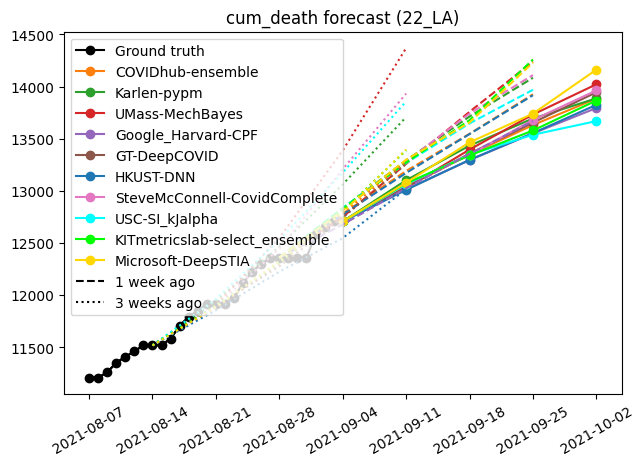 cum_death forecast (22_LA)
14500
14000
13500
13000
12500
12000
11500
Ground truth
COVIDhub-ensemble
Karlen-pypm
UMass-MechBayes
Google_Harvard-CPF
GT-DeepCOVID
HKUST-DNN
SteveMcConnell-CovidComplete
USC-SI_kJalpha
KITmetricslab-select_ensemble
Microsoft-DeepSTIA
1 week ago
3 weeks ago
2021-08-07
2021-08-14
2021-08-21
2021-08-28
2021-09-04
2021-09-11
2021-09-18
2021-09-25
2021-10-02